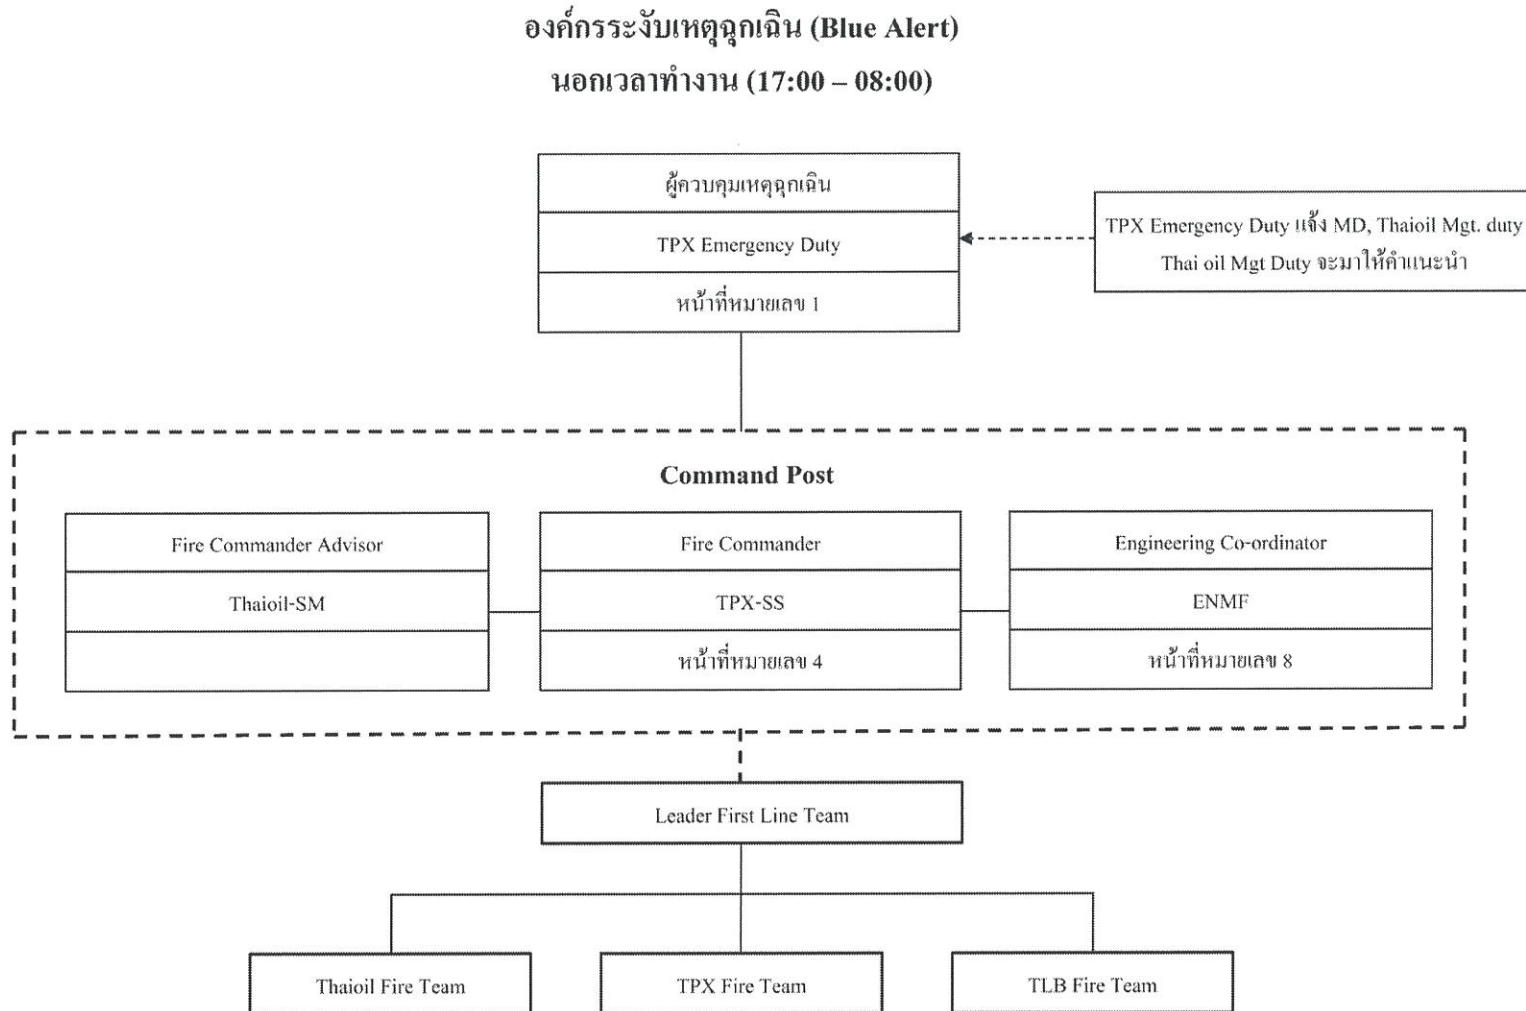 องค์กรระงับเหตุฉุกเฉิน (Blue Alert)
นอกเวลาทำงาน (17:00 – 08:00)
ผู้ควบคุมเหตุฉุกเฉิน
TPX Emergency Duty
หน้าที่หมายเลข 1
TPX Emergency Duty แจ้ง MD, Thaioil Mgt. duty
Thai oil Mgt Duty จะมาให้คำแนะนำ
Command Post
Fire Commander Advisor
Thaioil-SM
Fire Commander
TPX-SS
หน้าที่หมายเลข 4
Engineering Co-ordinator
ENMF
หน้าที่หมายเลข 8
Leader First Line Team
Thaioil Fire Team
TPX Fire Team
TLB Fire Team